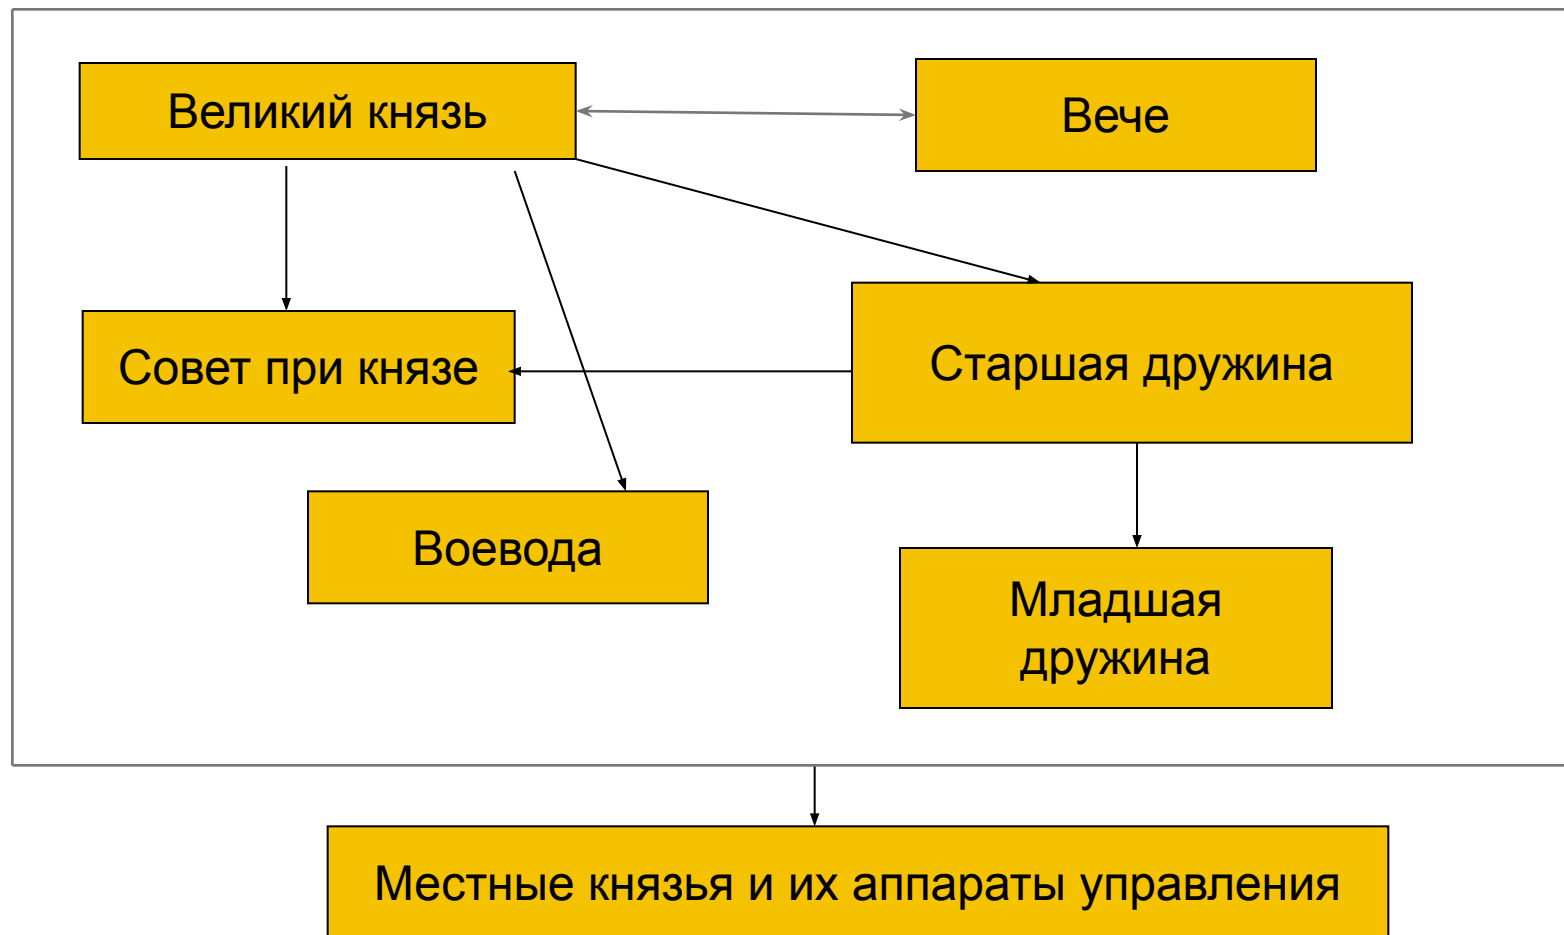 Великий князь
Вече
Совет при князе
Старшая дружина
Воевода
Младшая
дружина
Местные князья и их аппараты управления